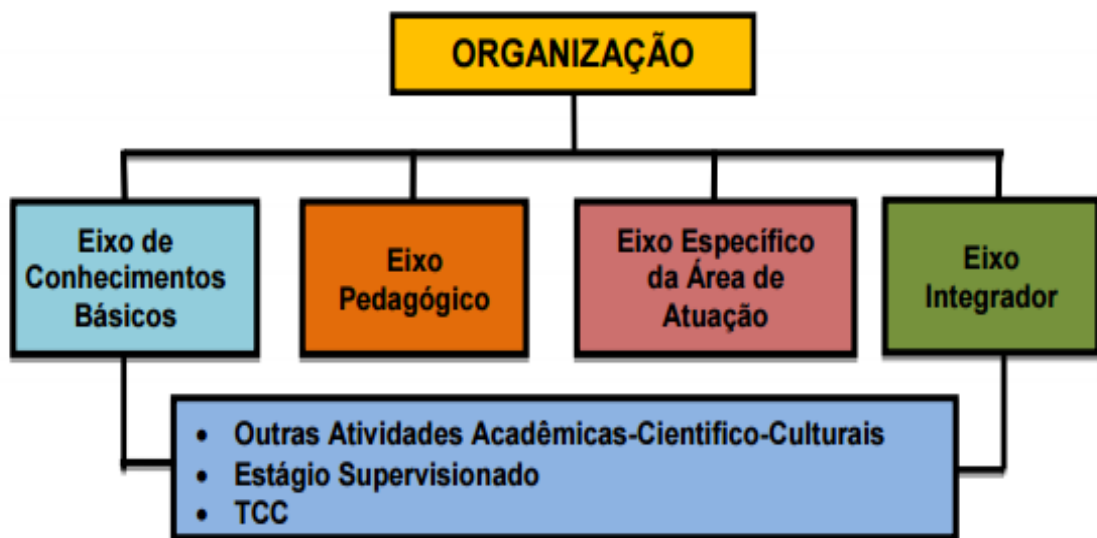 ORGANIZAÇÃO
Eixo de
Conhecimentos
Básicos
Eixo
Pedagógico
Eixo Específico
da Área de
Atuação
Eixo
Integrador
• Outras Atividades Acadêmicas-Cientifico-Culturais
• Estágio Supervisionado
• TCC